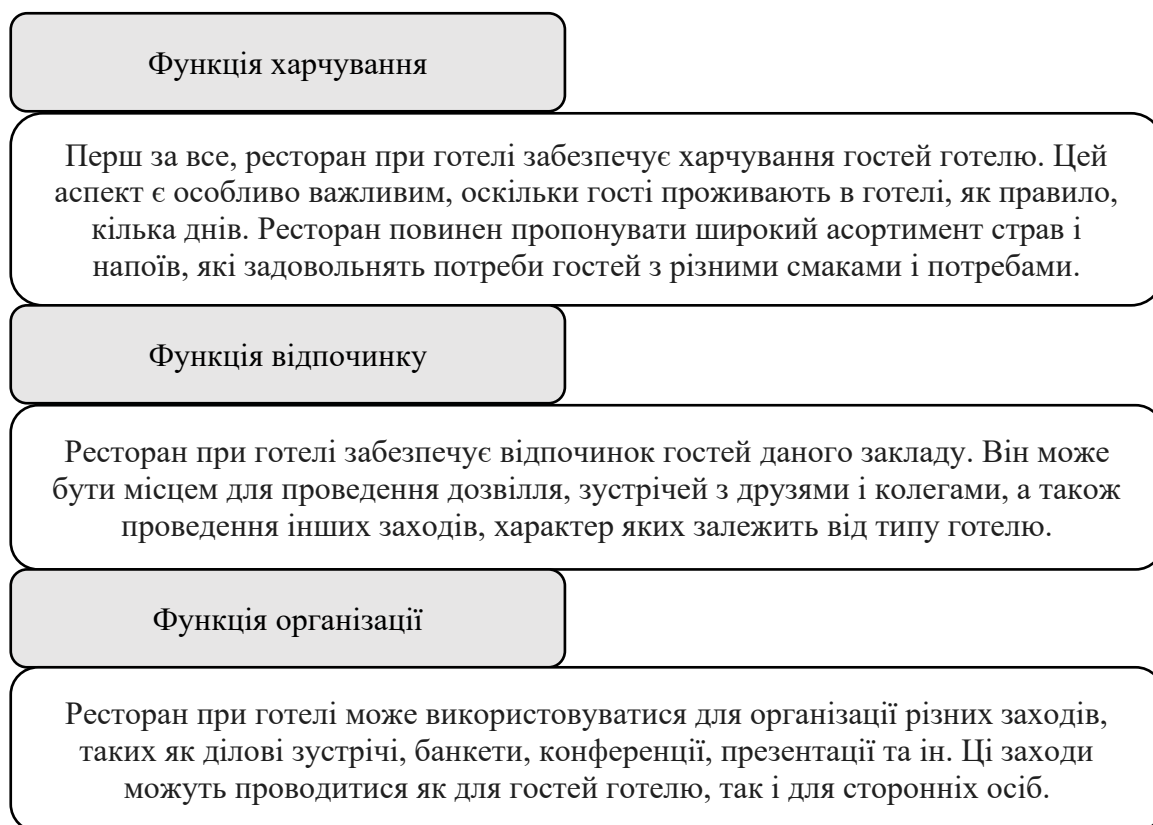 Функція харчування
Перш за все, ресторан при готелі забезпечує харчування гостей готелю. Цей
аспект є особливо важливим, оскільки гості проживають в готелі, як правило,
кілька днів. Ресторан повинен пропонувати широкий асортимент страв і
напоїв, які задовольнять потреби гостей з різними смаками і потребами.
Функція відпочинку
Ресторан при готелі забезпечує відпочинок гостей даного закладу. Він може
бути місцем для проведення дозвілля, зустрічей з друзями і колегами, а також
проведення інших заходів, характер яких залежить від типу готелю.
Функція організації
Ресторан при готелі може використовуватися для організації різних заходів,
таких як ділові зустрічі, банкети, конференції, презентації та ін. Ці заходи
можуть проводитися як для гостей готелю, так і для сторонніх осіб.